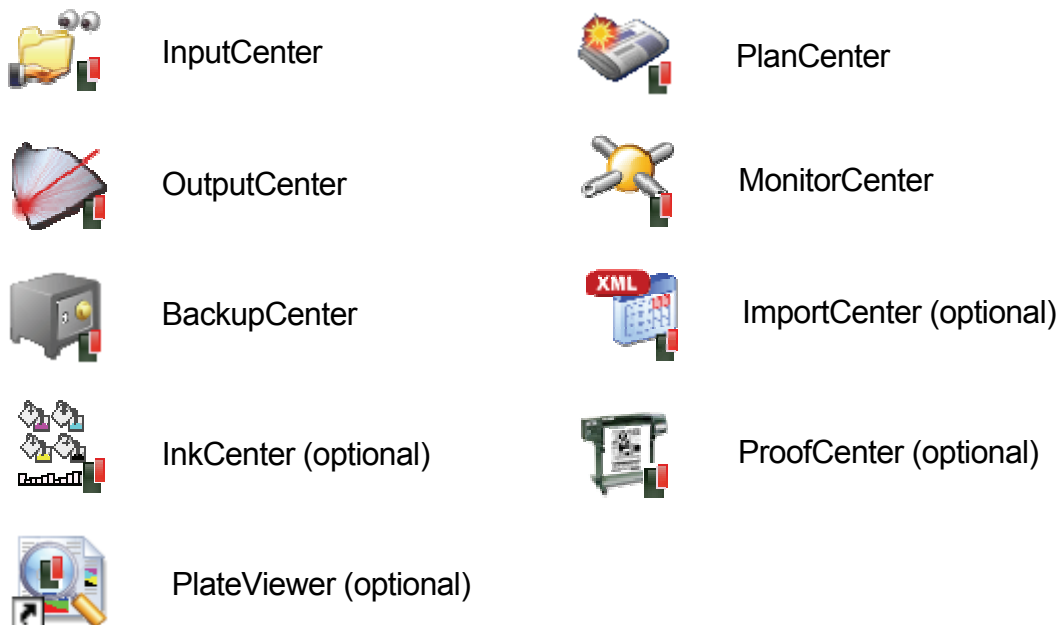 InputCenter
PlanCenter
OutputCenter
MonitorCenter
BackupCenter
XML
ImportCenter (optional)
InkCenter (optional)
ProofCenter (optional)
PlateViewer (optional)